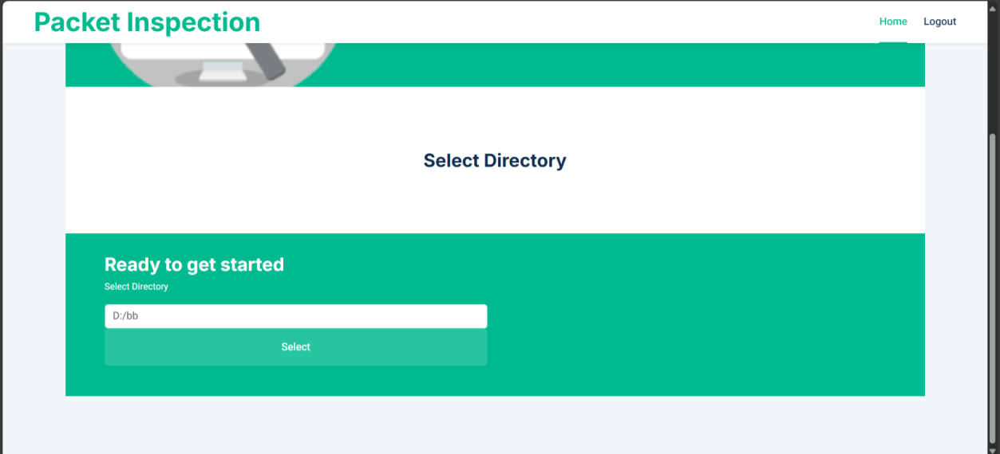 Packet Inspection
Home
Logout
Select Directory
Ready to get started
Select Directory
D:/bb
Select